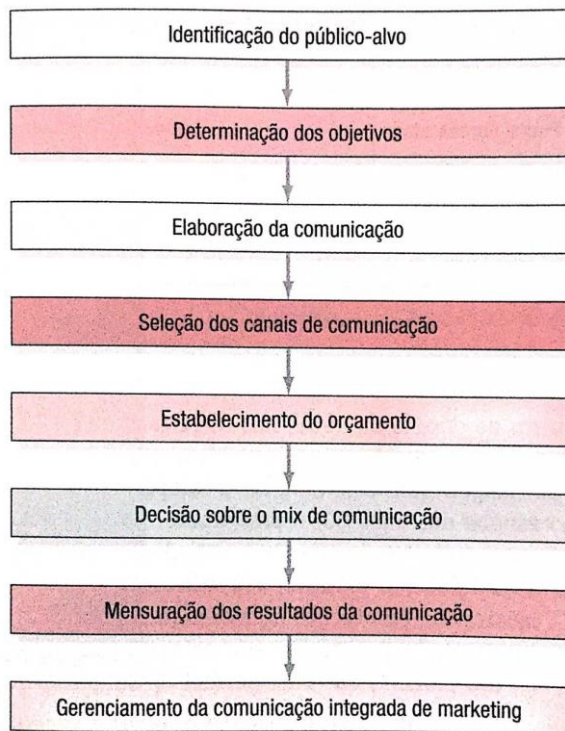 Identificação do público-alvo
Determinação dos objetivos
Elaboração da comunicação
Seleção dos canais de comunicação
Estabelecimento do orçamento
Decisão sobre o mix de comunicação
Mensuração dos resultados da comunicação
Gerenciamento da comunicação integrada de marketing